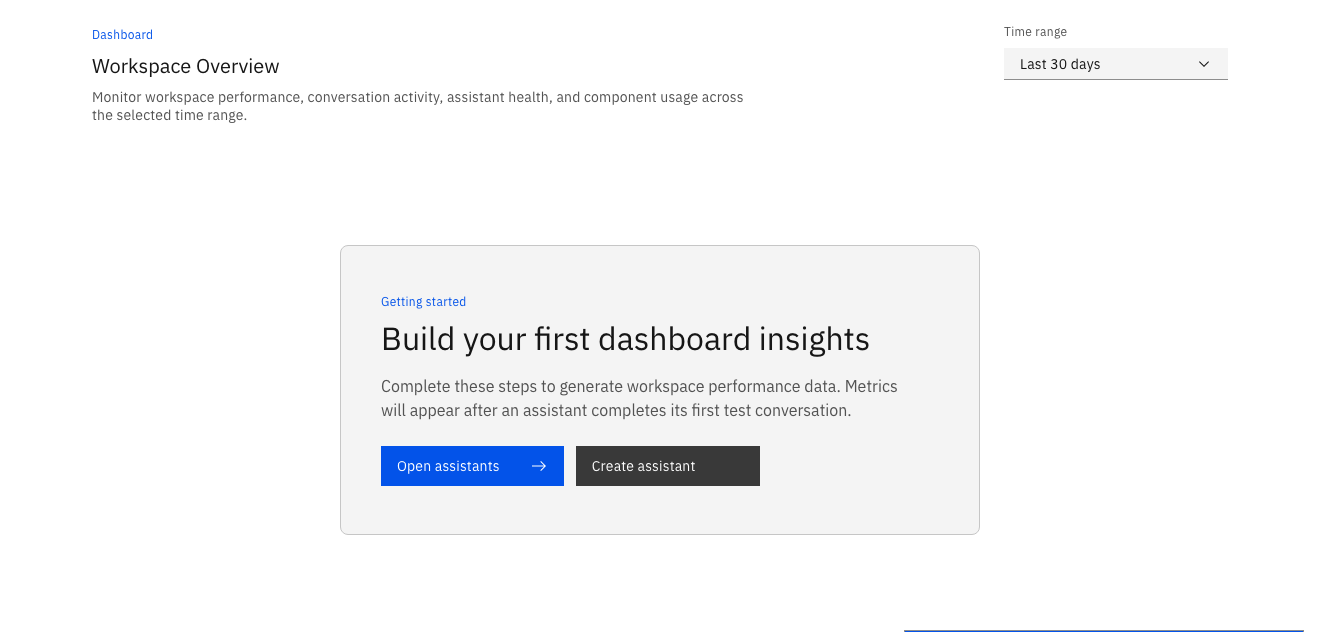 Dashboard
Workspace Overview
Monitor workspace performance, conversation activity, assistant health, and component usage across
the selected time range.
Time range
Last 30 days
Getting started
Build your first dashboard insights
Complete these steps to generate workspace performance data. Metrics
will appear after an assistant completes its first test conversation.
Open assistants
Create assistant